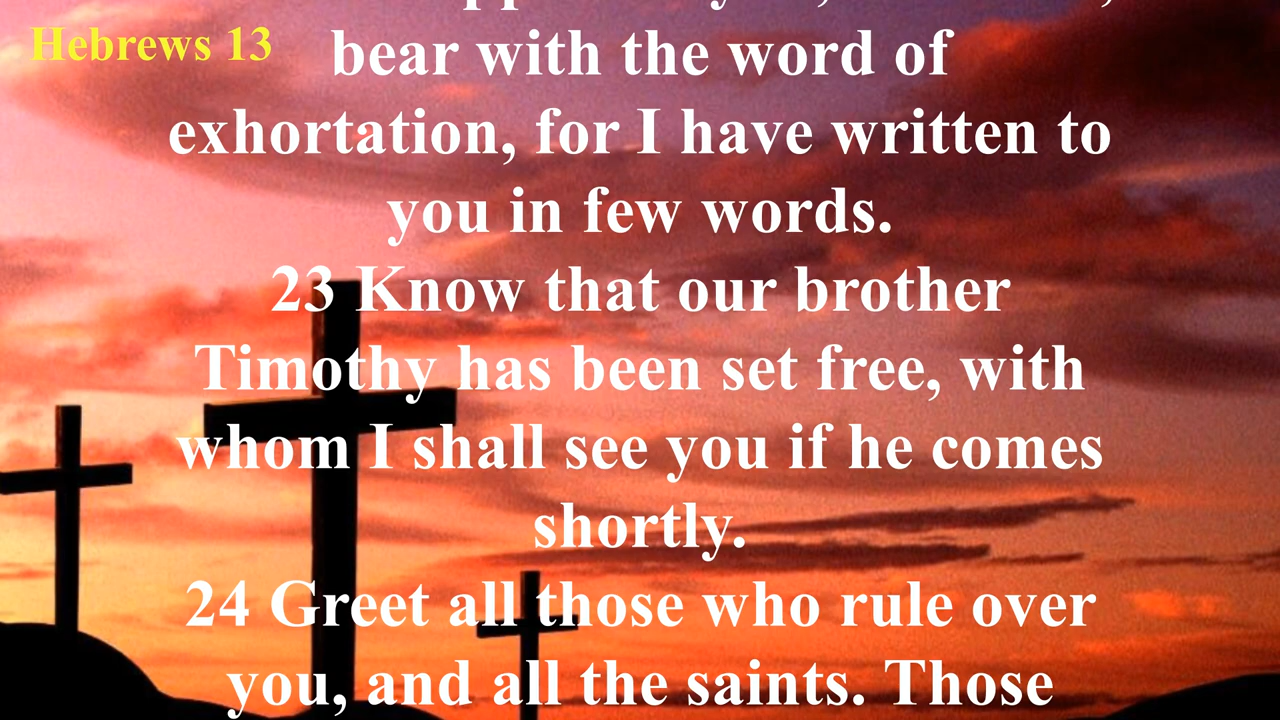 Hebrews 13
bear with the word of
exhortation, for I have written to
you in few words.
23 Know that our brother
Timothy has been set free, with
whom I shall see you if he comes
shortly.
24 Greet all those who rule over
you, and all the saints. Those